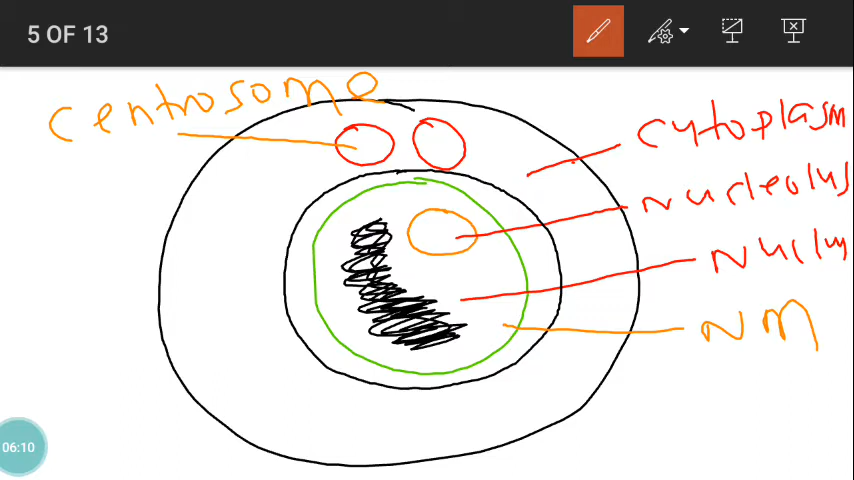 5 OF 13
Centrosome
Cytoplasm
Nucleolus
Nuclus
NM
06:10